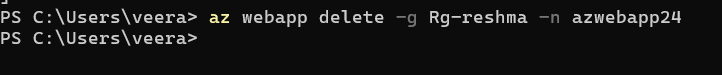 PS C:\Users\veera> az webapp delete -g Rg-reshma -n azwebapp24
PS C:\Users\veera>